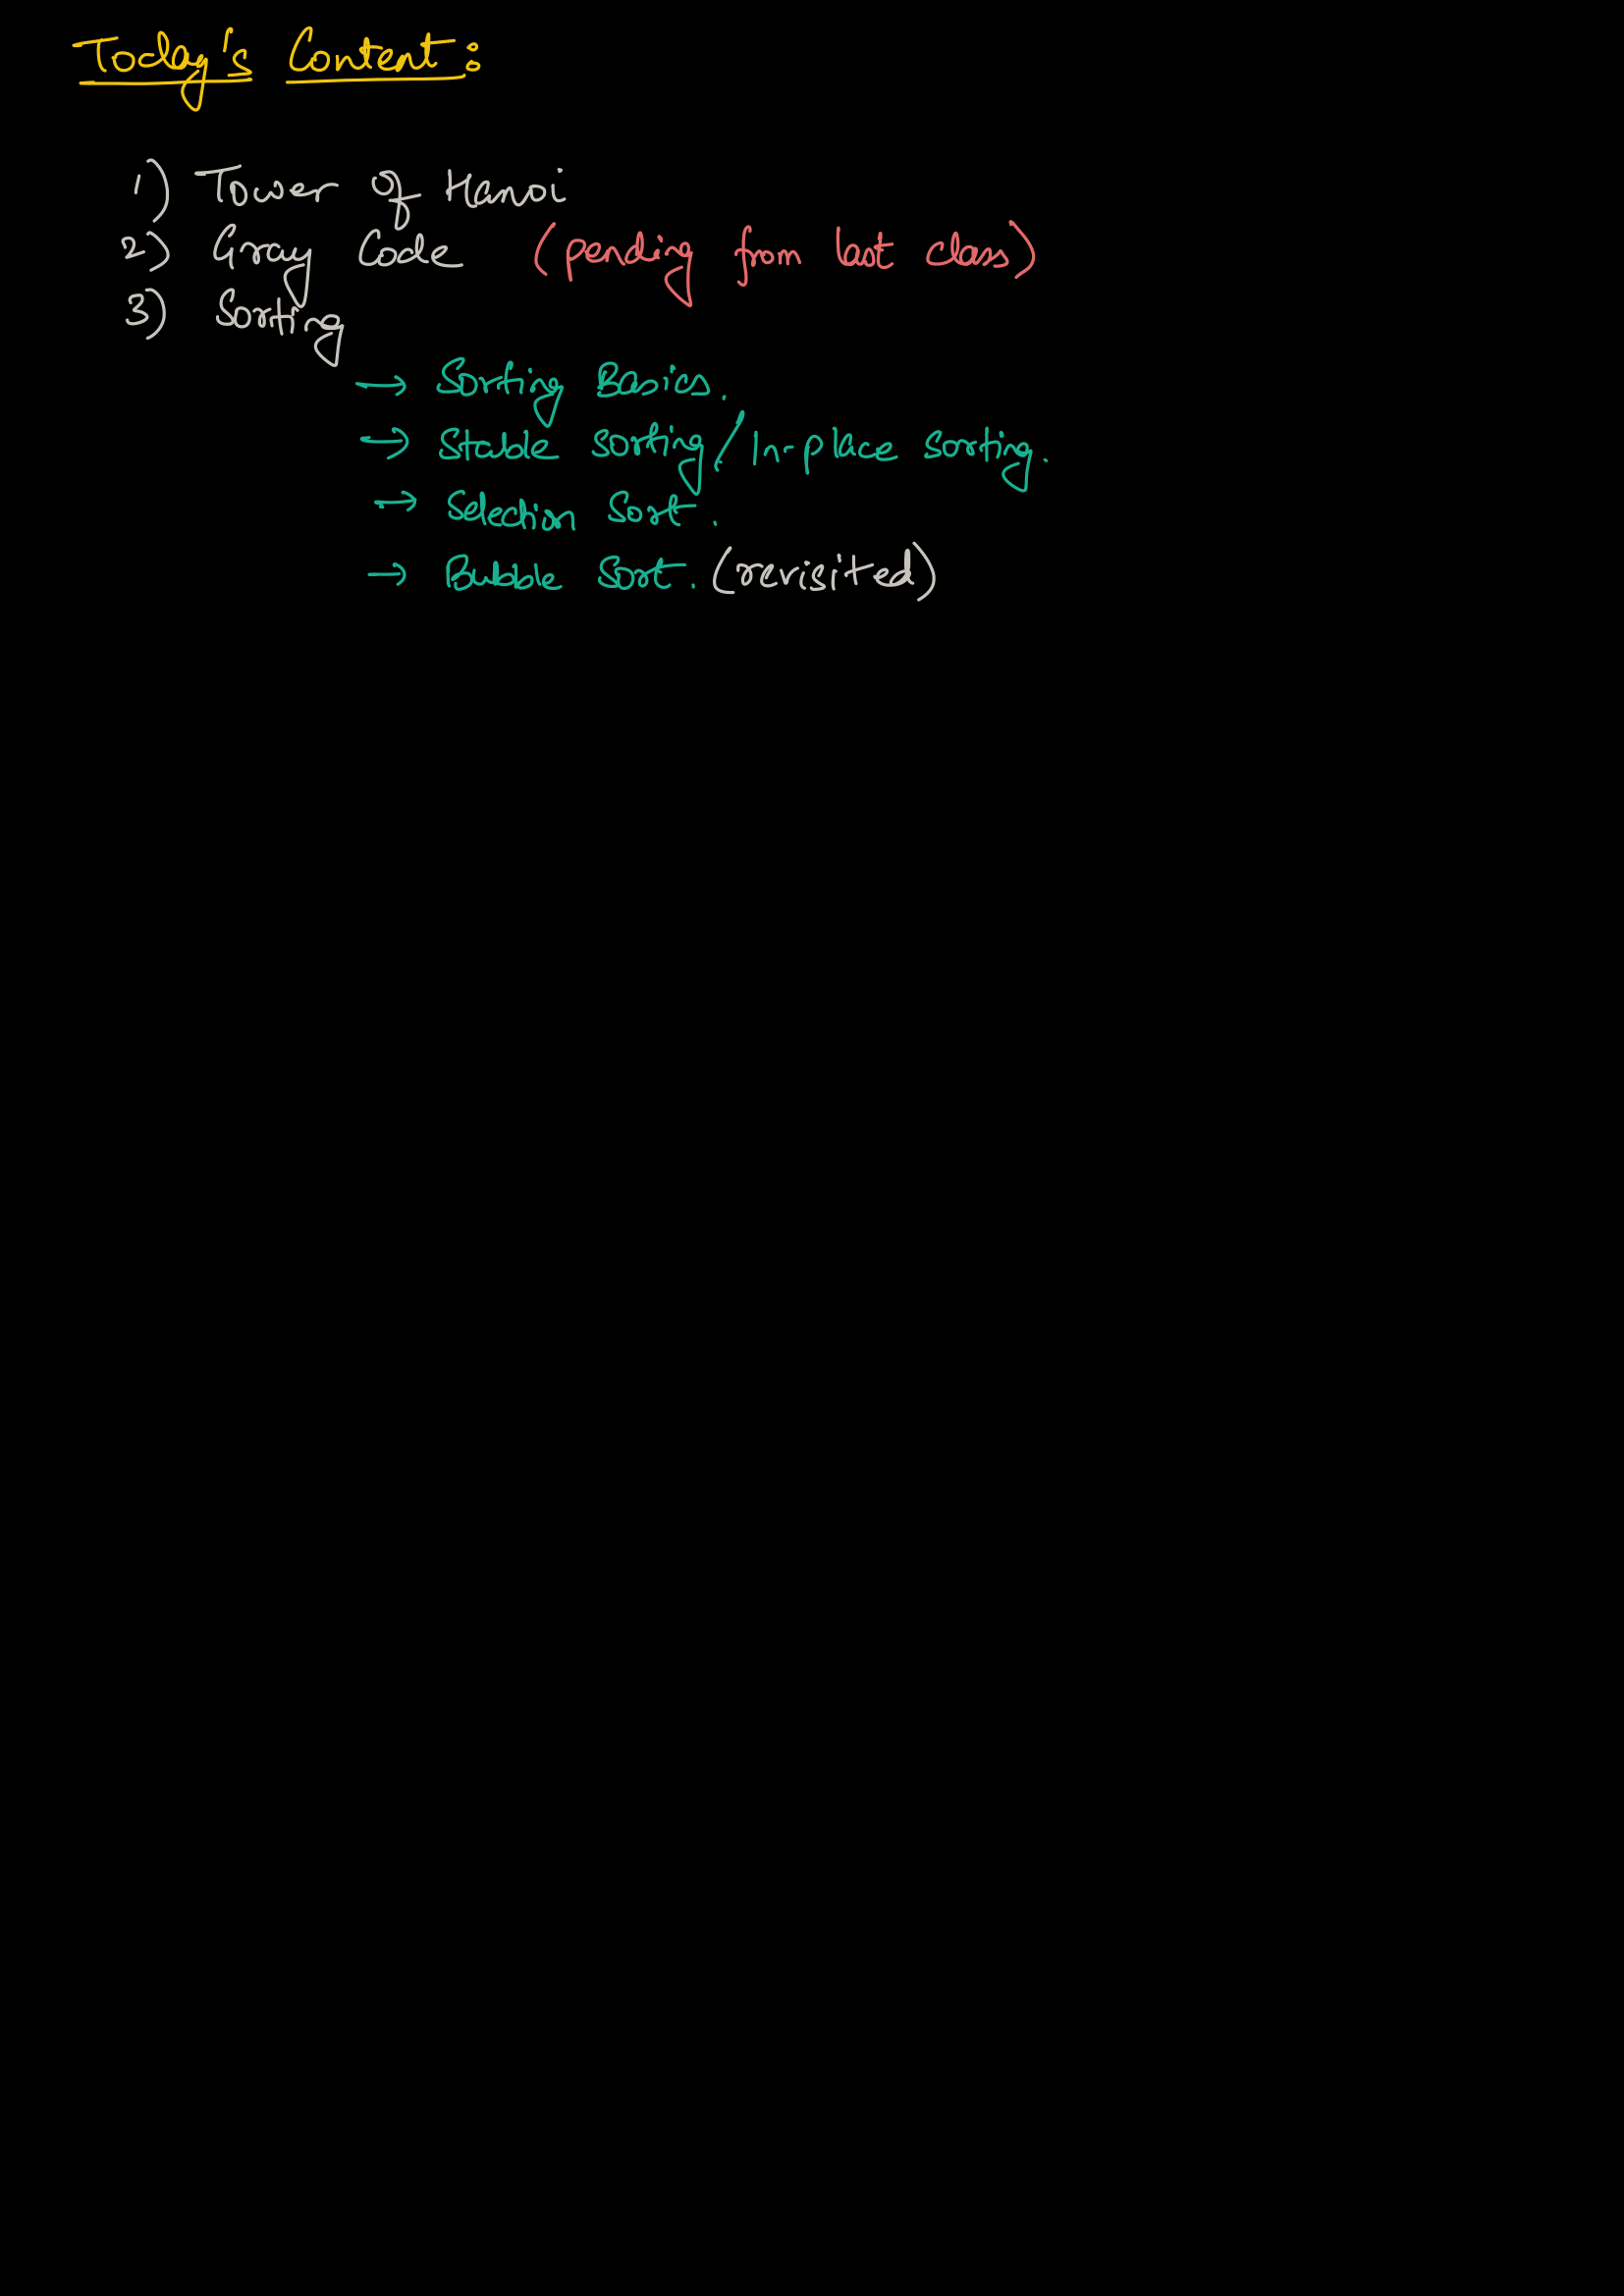 Today's Content:
1) Tower of Hanoi
2) Gray Code (pending from last class)
3) Sorting
→ Sorting Basics.
→ Stable sorting / In-place sorting.
→ Selection Sort.
→ Bubble Sort. (revisited)